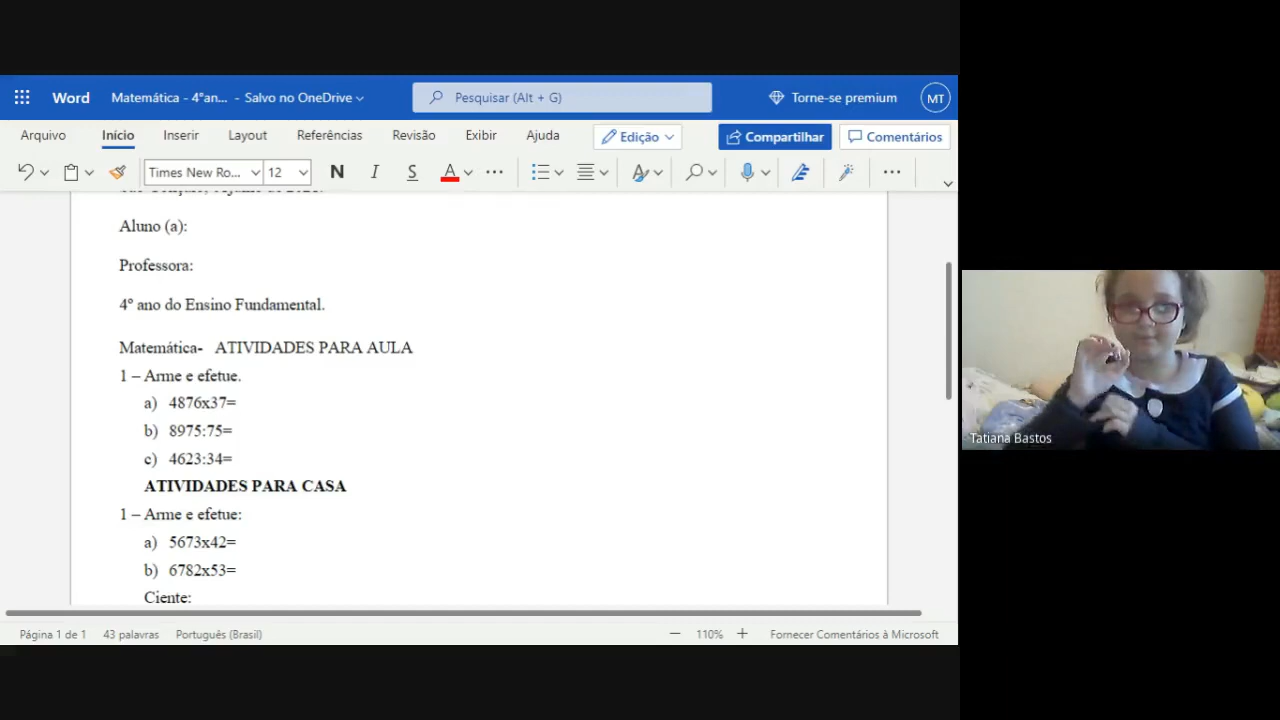 Word Matemática - 4°an... - Salvo no OneDrive Pesquisar (Alt + G) Torne-se premium MT
Arquivo Início Inserir Layout Referências Revisão Exibir Ajuda Edição Compartilhar Comentários
Times New Ro... 12 N I S A ...
Aluno (a):
Professora:
4º ano do Ensino Fundamental.
Matemática- ATIVIDADES PARA AULA
1 – Arme e efetue.
a) 4876x37=
b) 8975:75=
c) 4623:34=
ATIVIDADES PARA CASA
1 – Arme e efetue:
a) 5673x42=
b) 6782x53=
Ciente:
Tatiana Bastos
Página 1 de 1 43 palavras Português (Brasil) 110% Fornecer Comentários à Microsoft